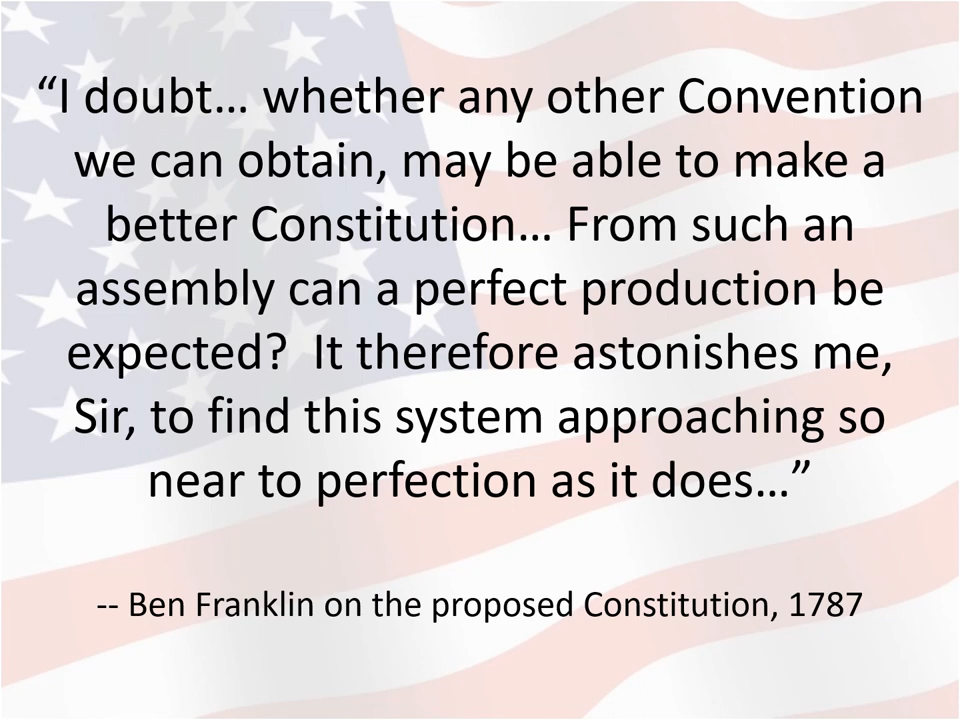 “I doubt… whether any other Convention
we can obtain, may be able to make a
better Constitution… From such an
assembly can a perfect production be
expected?  It therefore astonishes me,
Sir, to find this system approaching so
near to perfection as it does…”
-- Ben Franklin on the proposed Constitution, 1787